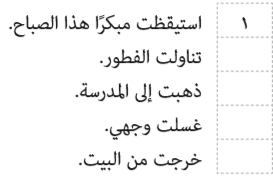 ١ استيقظت مبكرًا هذا الصباح.
تناولت الفطور.
ذهبت إلى المدرسة.
غسلت وجهي.
خرجت من البيت.